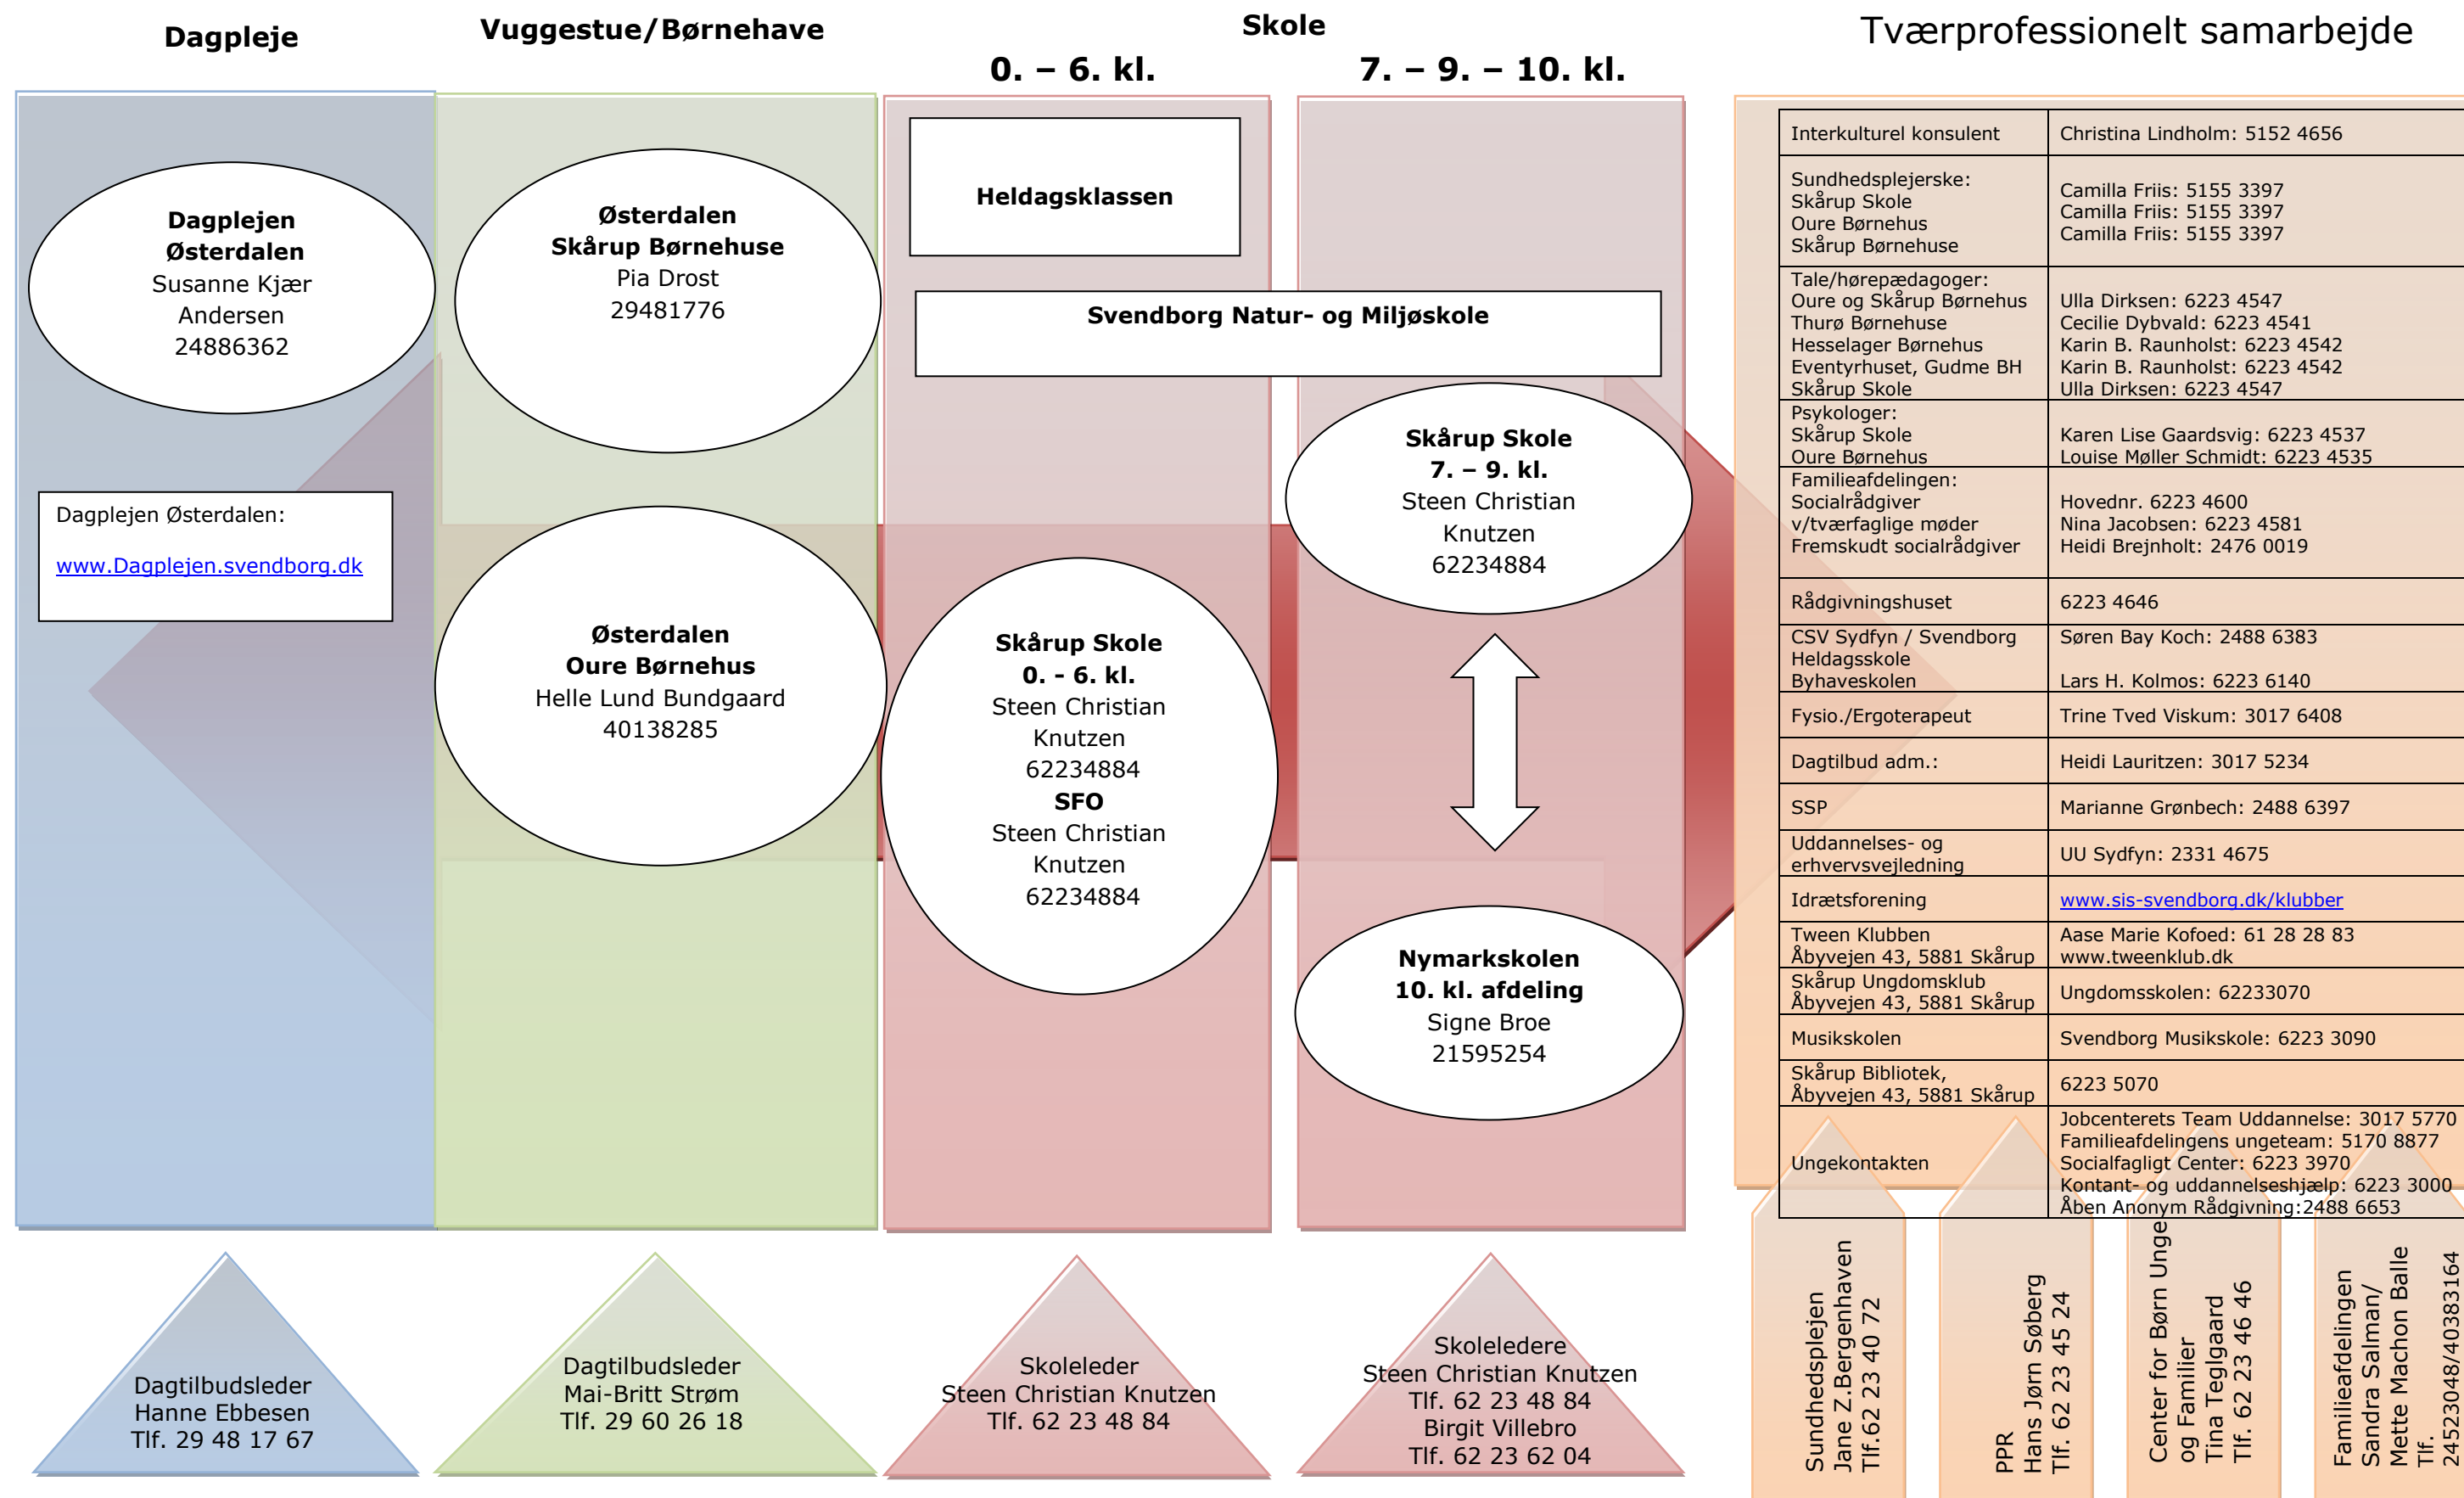 Dagpleje
Vuggestue/Børnehave
Skole
0. – 6. kl.
7. – 9. – 10. kl.
Tværprofessionelt samarbejde
Dagplejen
Østerdalen
Susanne Kjær
Andersen
24886362
Dagplejen Østerdalen:
www.Dagplejen.svendborg.dk
Østerdalen
Skårup Børnehuse
Pia Drost
29481776
Østerdalen
Oure Børnehus
Helle Lund Bundgaard
40138285
Heldagsklassen
Svendborg Natur- og Miljøskole
Skårup Skole
0. - 6. kl.
Steen Christian
Knutzen
62234884
SFO
Steen Christian
Knutzen
62234884
Skårup Skole
7. – 9. kl.
Steen Christian
Knutzen
62234884
Nymarkskolen
10. kl. afdeling
Signe Broe
21595254
Interkulturel konsulent Christina Lindholm: 5152 4656
Sundhedsplejerske:
Skårup Skole Camilla Friis: 5155 3397
Oure Børnehus Camilla Friis: 5155 3397
Skårup Børnehuse Camilla Friis: 5155 3397
Tale/hørepædagoger:
Oure og Skårup Børnehus Ulla Dirksen: 6223 4547
Thurø Børnehuse Cecilie Dybvald: 6223 4541
Hesselager Børnehus Karin B. Raunholst: 6223 4542
Eventyrhuset, Gudme BH Karin B. Raunholst: 6223 4542
Skårup Skole Ulla Dirksen: 6223 4547
Psykologer:
Skårup Skole Karen Lise Gaardsvig: 6223 4537
Oure Børnehus Louise Møller Schmidt: 6223 4535
Familieafdelingen:
Socialrådgiver Hovednr. 6223 4600
v/tværfaglige møder Nina Jacobsen: 6223 4581
Fremskudt socialrådgiver Heidi Brejnholt: 2476 0019
Rådgivningshuset 6223 4646
CSV Sydfyn / Svendborg Søren Bay Koch: 2488 6383
Heldagsskole
Byhaveskolen Lars H. Kolmos: 6223 6140
Fysio./Ergoterapeut Trine Tved Viskum: 3017 6408
Dagtilbud adm.: Heidi Lauritzen: 3017 5234
SSP Marianne Grønbech: 2488 6397
Uddannelses- og
erhvervsvejledning UU Sydfyn: 2331 4675
Idrætsforening www.sis-svendborg.dk/klubber
Tween Klubben Aase Marie Kofoed: 61 28 28 83
Åbyvejen 43, 5881 Skårup www.tweenklub.dk
Skårup Ungdomsklub
Åbyvejen 43, 5881 Skårup Ungdomsskolen: 62233070
Musikskolen Svendborg Musikskole: 6223 3090
Skårup Bibliotek,
Åbyvejen 43, 5881 Skårup 6223 5070
Ungekontakten
Jobcenterets Team Uddannelse: 3017 5770
Familieafdelingens ungeteam: 5170 8877
Socialfagligt Center: 6223 3970
Kontant- og uddannelseshjælp: 6223 3000
Åben Anonym Rådgivning:2488 6653
Dagtilbudsleder
Hanne Ebbesen
Tlf. 29 48 17 67
Dagtilbudsleder
Mai-Britt Strøm
Tlf. 29 60 26 18
Skoleleder
Steen Christian Knutzen
Tlf. 62 23 48 84
Skoleledere
Steen Christian Knutzen
Tlf. 62 23 48 84
Birgit Villebro
Tlf. 62 23 62 04
Sundhedsplejen
Jane Z.Bergenhaven
Tlf.62 23 40 72
PPR
Hans Jørn Søberg
Tlf. 62 23 45 24
Center for Børn Unge
og Familier
Tina Teglgaard
Tlf. 62 23 46 46
Familieafdelingen
Sandra Salman/
Mette Machon Balle
Tlf.
24523048/40383164